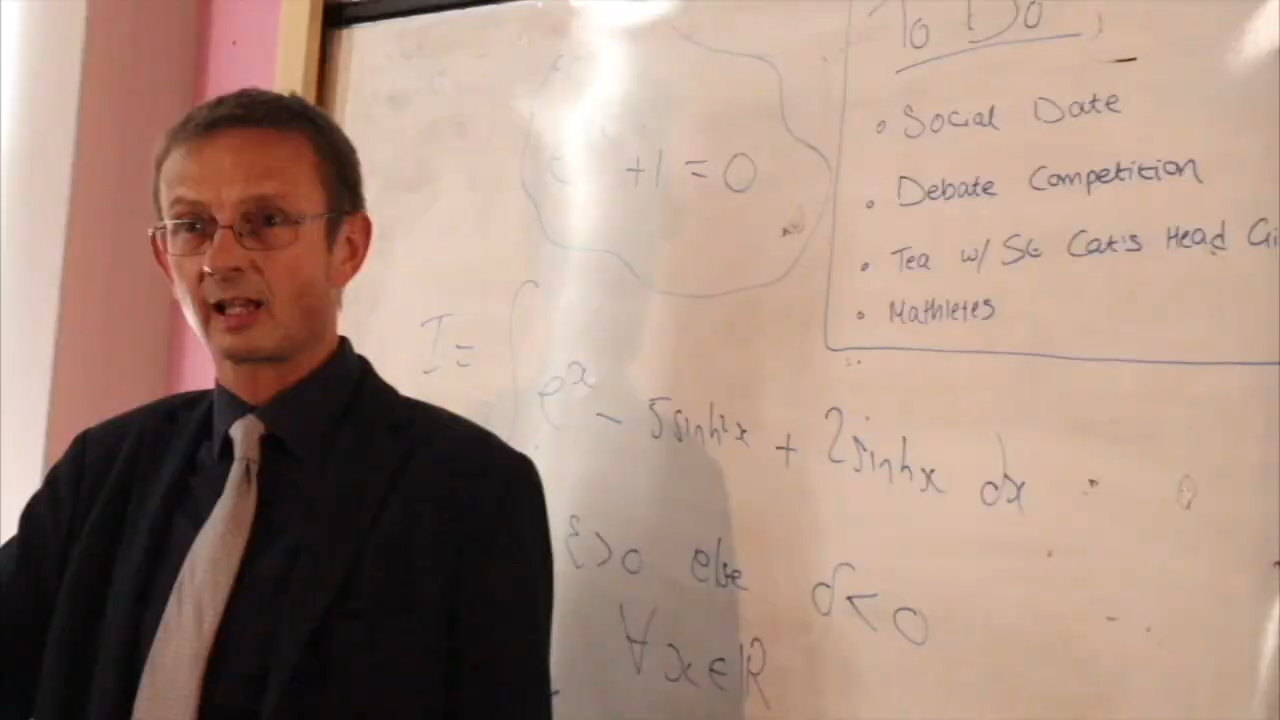 To Do
• Social Date
• Debate Competition
• Tea w/ St Cat's Head Gi
• Mathletes
+1 = 0
I = ∫ e^x - 5sinh²x + 2sinhx dx
ξ>0 else δ<0
∀x∈ℝ